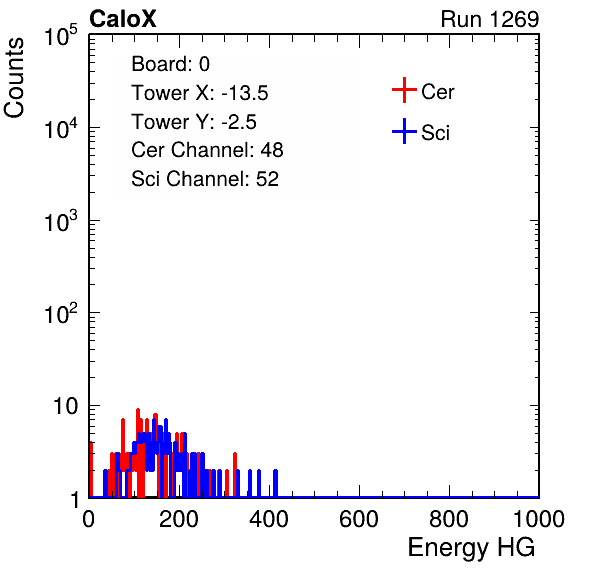 CaloX Run 1269
Counts
Board: 0
Tower X: -13.5
Tower Y: -2.5
Cer Channel: 48
Sci Channel: 52
Cer
Sci
10^5
10^4
10^3
10^2
10
1
0 200 400 600 800 1000
Energy HG